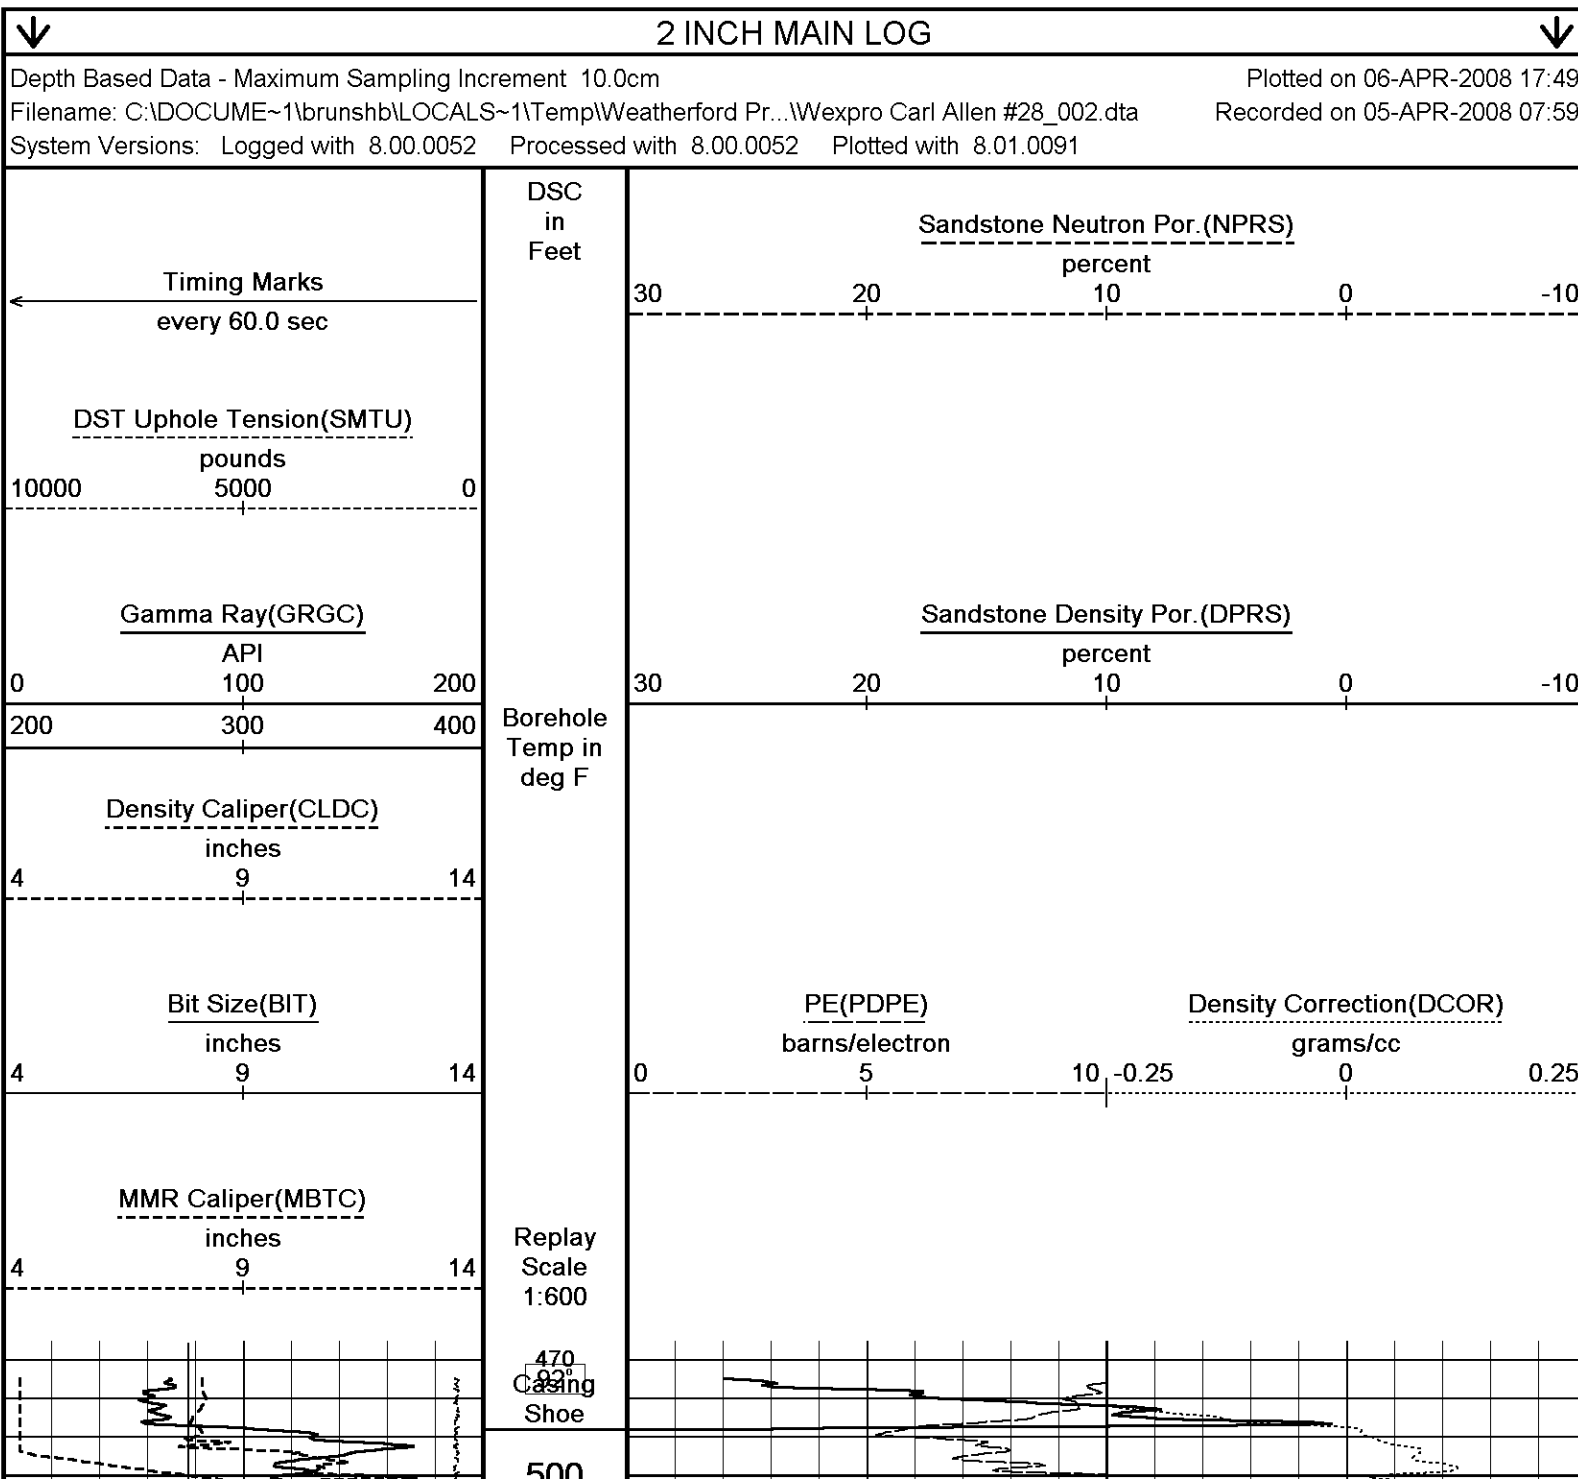 2 INCH MAIN LOG
Depth Based Data - Maximum Sampling Increment 10.0cm Plotted on 06-APR-2008 17:49
Filename: C:\DOCUME~1\brunshb\LOCALS~1\Temp\Weatherford Pr...\Wexpro Carl Allen #28_002.dta Recorded on 05-APR-2008 07:59
System Versions: Logged with 8.00.0052 Processed with 8.00.0052 Plotted with 8.01.0091
Timing Marks
every 60.0 sec
DST Uphole Tension(SMTU)
pounds
10000 5000 0
Gamma Ray(GRGC)
API
0 100 200
200 300 400
Density Caliper(CLDC)
inches
4 9 14
Bit Size(BIT)
inches
4 9 14
MMR Caliper(MBTC)
inches
4 9 14
DSC
in
Feet
Borehole
Temp in
deg F
Replay
Scale
1:600
470
92°
Casing
Shoe
500
Sandstone Neutron Por.(NPRS)
percent
30 20 10 0 -10
Sandstone Density Por.(DPRS)
percent
30 20 10 0 -10
PE(PDPE)
barns/electron
0 5 10
Density Correction(DCOR)
grams/cc
-0.25 0 0.25